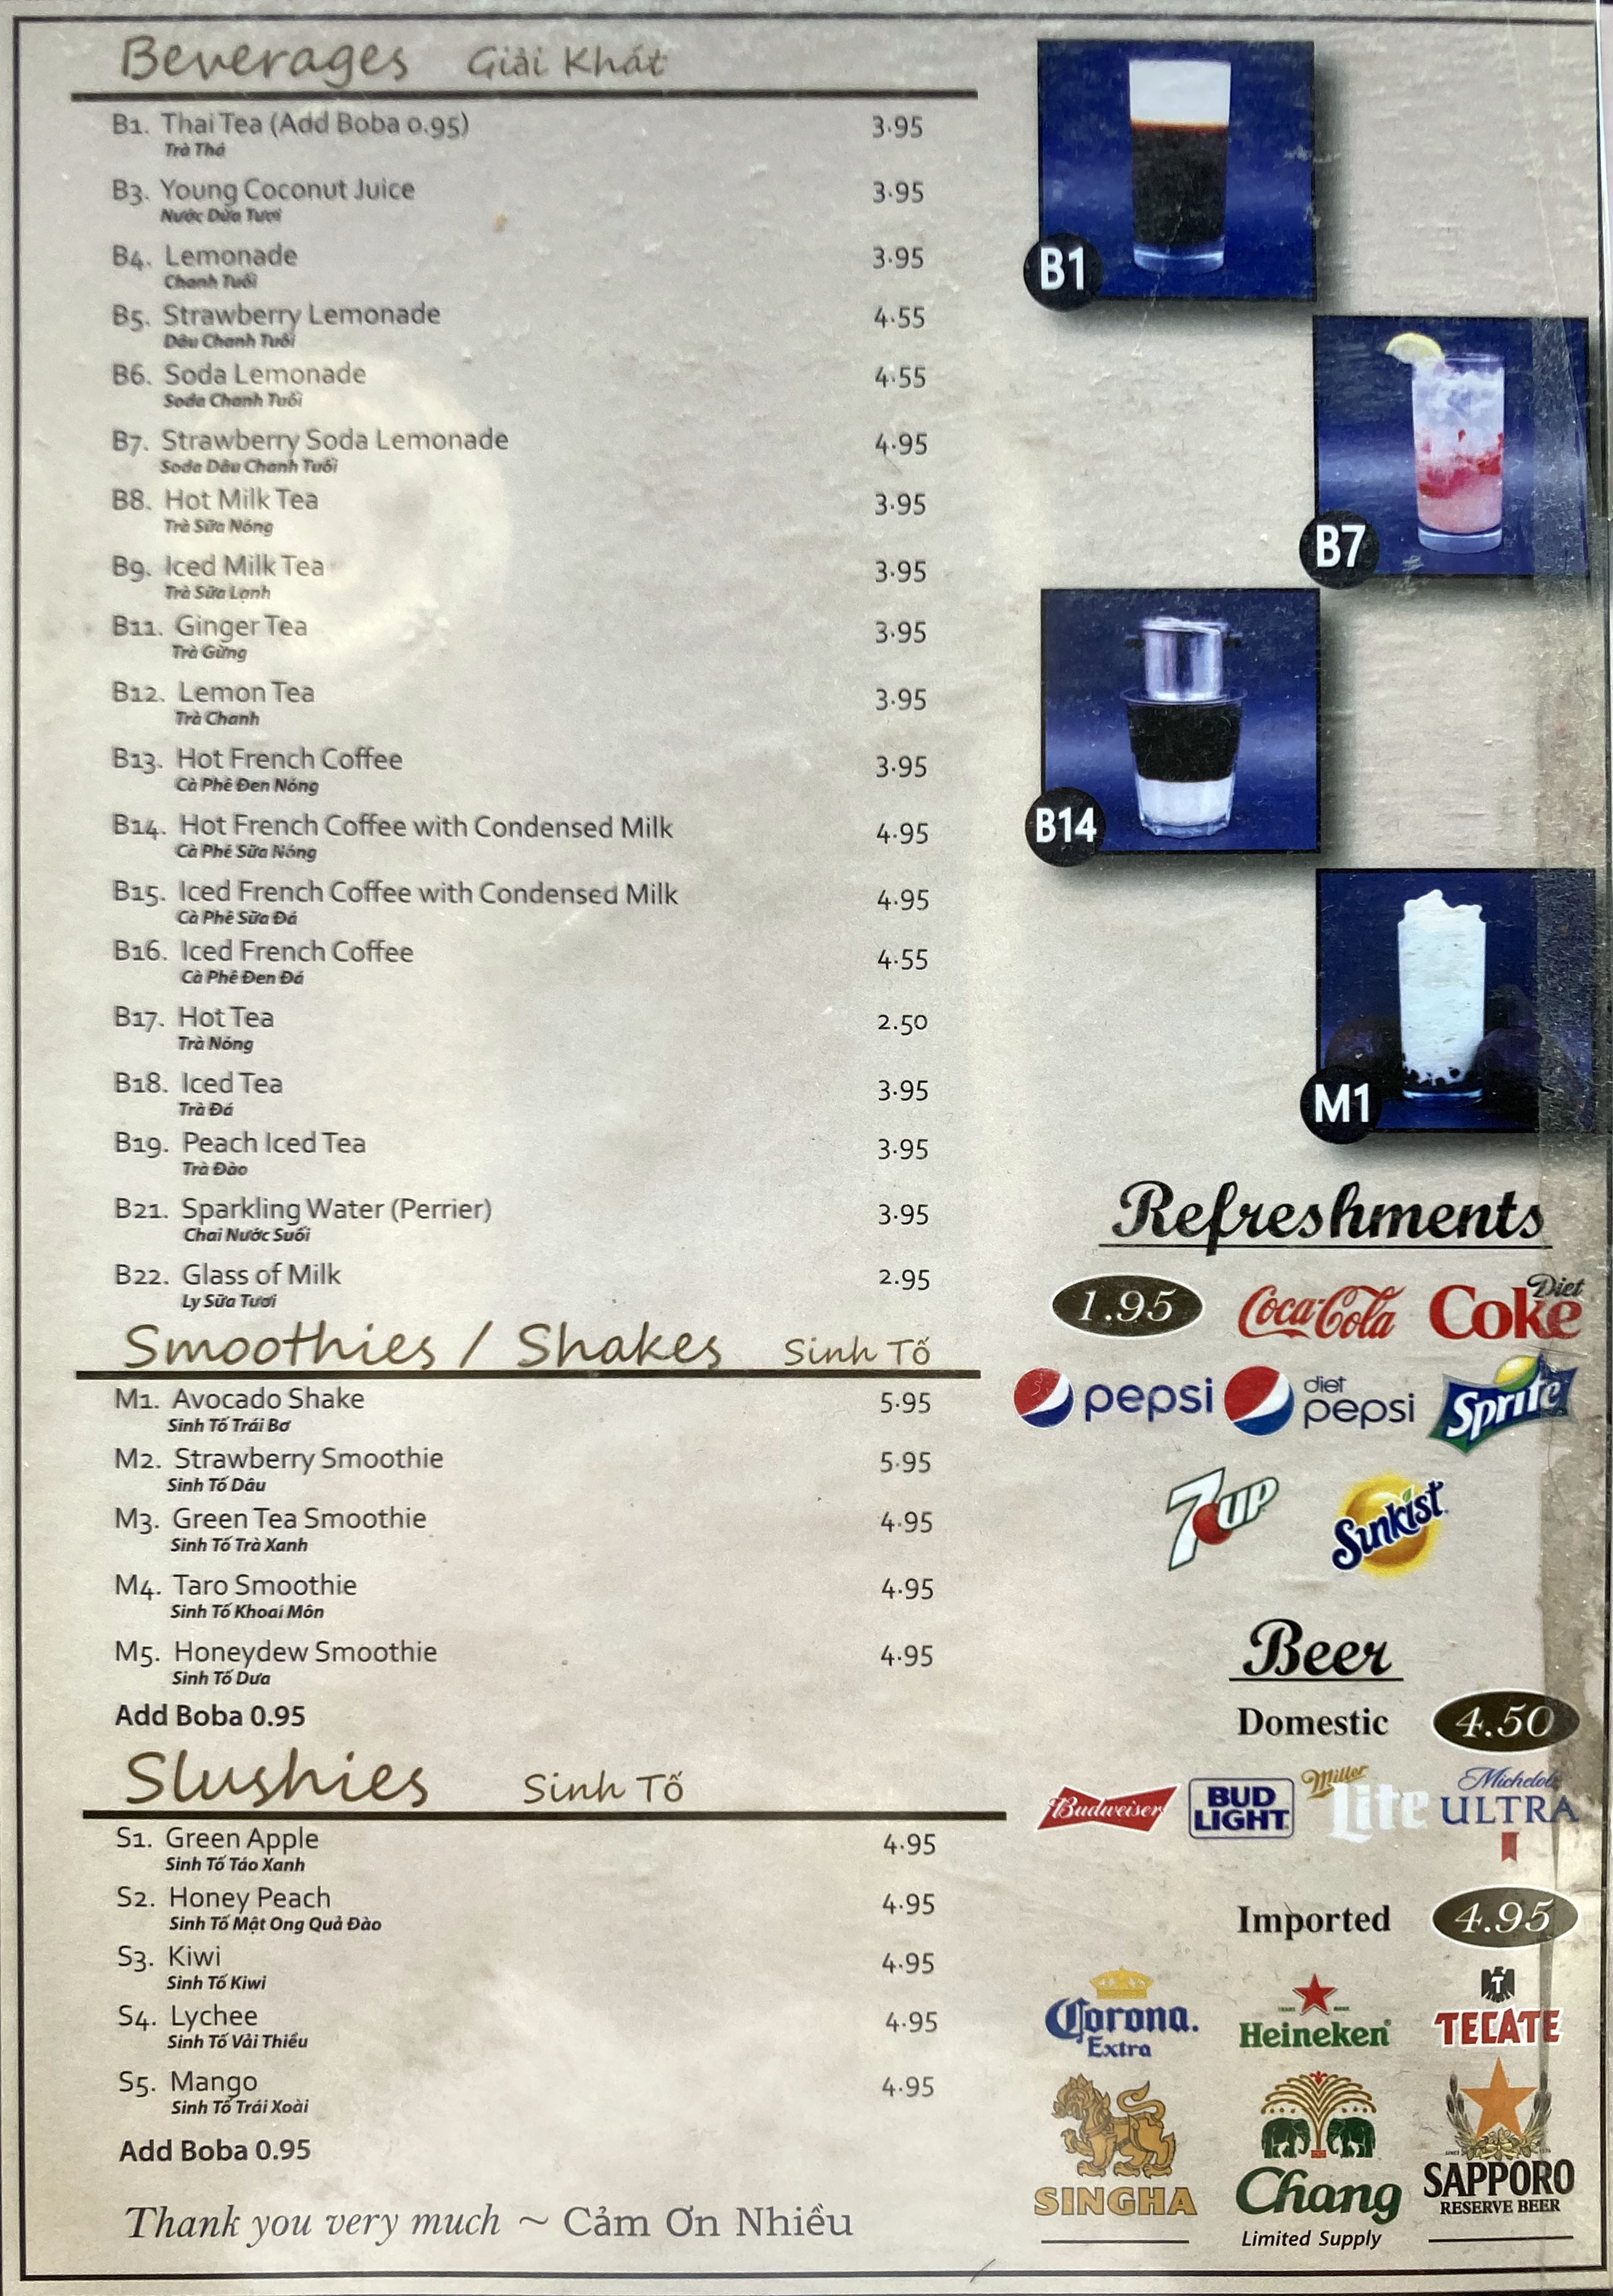 Beverages Giải Khát
B1. Thai Tea (Add Boba 0.95) 3.95
Trà Thá
B3. Young Coconut Juice 3.95
Nước Dừa Tươi
B4. Lemonade 3.95
Chanh Tuối
B5. Strawberry Lemonade 4.55
Dâu Chanh Tuối
B6. Soda Lemonade 4.55
Soda Chanh Tuối
B7. Strawberry Soda Lemonade 4.95
Soda Dâu Chanh Tuối
B8. Hot Milk Tea 3.95
Trà Sữa Nóng
B9. Iced Milk Tea 3.95
Trà Sữa Lạnh
B11. Ginger Tea 3.95
Trà Gừng
B12. Lemon Tea 3.95
Trà Chanh
B13. Hot French Coffee 3.95
Cà Phê Đen Nóng
B14. Hot French Coffee with Condensed Milk 4.95
Cà Phê Sữa Nóng
B15. Iced French Coffee with Condensed Milk 4.95
Cà Phê Sữa Đá
B16. Iced French Coffee 4.55
Cà Phê Đen Đá
B17. Hot Tea 2.50
Trà Nóng
B18. Iced Tea 3.95
Trà Đá
B19. Peach Iced Tea 3.95
Trà Đào
B21. Sparkling Water (Perrier) 3.95
Chai Nước Suối
B22. Glass of Milk 2.95
Ly Sữa Tươi
Smoothies / Shakes Sinh Tố
M1. Avocado Shake 5.95
Sinh Tố Trái Bơ
M2. Strawberry Smoothie 5.95
Sinh Tố Dâu
M3. Green Tea Smoothie 4.95
Sinh Tố Trà Xanh
M4. Taro Smoothie 4.95
Sinh Tố Khoai Môn
M5. Honeydew Smoothie 4.95
Sinh Tố Dưa
Add Boba 0.95
Slushies Sinh Tố
S1. Green Apple 4.95
Sinh Tố Táo Xanh
S2. Honey Peach 4.95
Sinh Tố Mật Ong Quả Đào
S3. Kiwi 4.95
Sinh Tố Kiwi
S4. Lychee 4.95
Sinh Tố Vải Thiều
S5. Mango 4.95
Sinh Tố Trái Xoài
Add Boba 0.95
Thank you very much ~ Cảm Ơn Nhiều
B1
B7
B14
M1
Refreshments
1.95 Coca-Cola Diet Coke
pepsi diet pepsi Sprite
7UP Sunkist
Beer
Domestic 4.50
Budweiser BUD LIGHT Miller Lite Michelob ULTRA
Imported 4.95
Corona Extra Heineken TECATE
SINGHA Chang SAPPORO
RESERVE BEER
Limited Supply